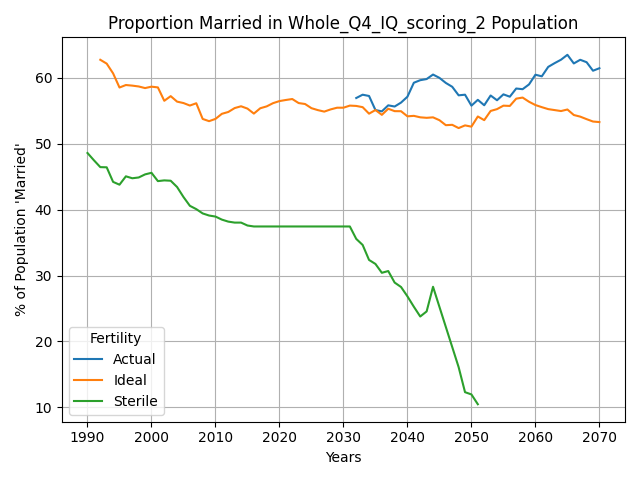 Proportion Married in Whole_Q4_IQ_scoring_2 Population
% of Population 'Married'
60
50
40
30
20
10
Fertility
Actual
Ideal
Sterile
1990 2000 2010 2020 2030 2040 2050 2060 2070
Years